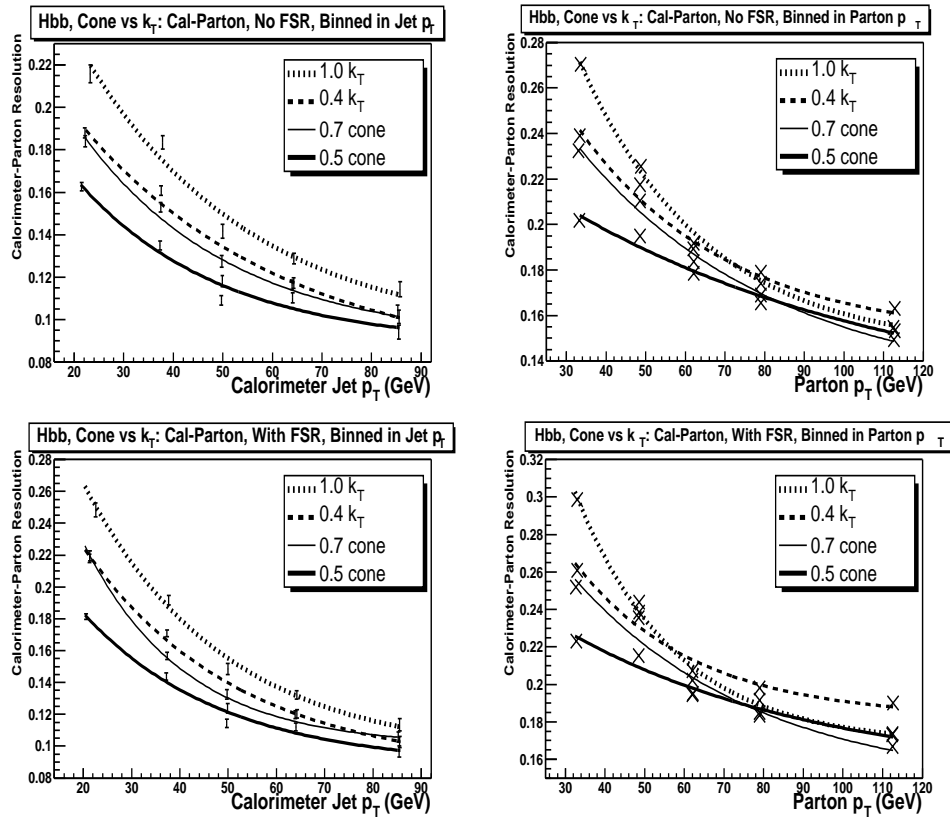 Hbb, Cone vs k_T: Cal-Parton, No FSR, Binned in Jet p_T
Calorimeter-Parton Resolution
0.22
0.2
0.18
0.16
0.14
0.12
0.1
0.08
1.0 k_T
0.4 k_T
0.7 cone
0.5 cone
20 30 40 50 60 70 80 90
Calorimeter Jet p_T (GeV)
Hbb, Cone vs k_T: Cal-Parton, No FSR, Binned in Parton p_T
Calorimeter-Parton Resolution
0.28
0.26
0.24
0.22
0.2
0.18
0.16
0.14
1.0 k_T
0.4 k_T
0.7 cone
0.5 cone
30 40 50 60 70 80 90 100 110 120
Parton p_T (GeV)
Hbb, Cone vs k_T: Cal-Parton, With FSR, Binned in Jet p_T
Calorimeter-Parton Resolution
0.28
0.26
0.24
0.22
0.2
0.18
0.16
0.14
0.12
0.1
0.08
1.0 k_T
0.4 k_T
0.7 cone
0.5 cone
20 30 40 50 60 70 80 90
Calorimeter Jet p_T (GeV)
Hbb, Cone vs k_T: Cal-Parton, With FSR, Binned in Parton p_T
Calorimeter-Parton Resolution
0.3
0.28
0.26
0.24
0.22
0.2
0.18
0.16
1.0 k_T
0.4 k_T
0.7 cone
0.5 cone
30 40 50 60 70 80 90 100 110 120
Parton p_T (GeV)